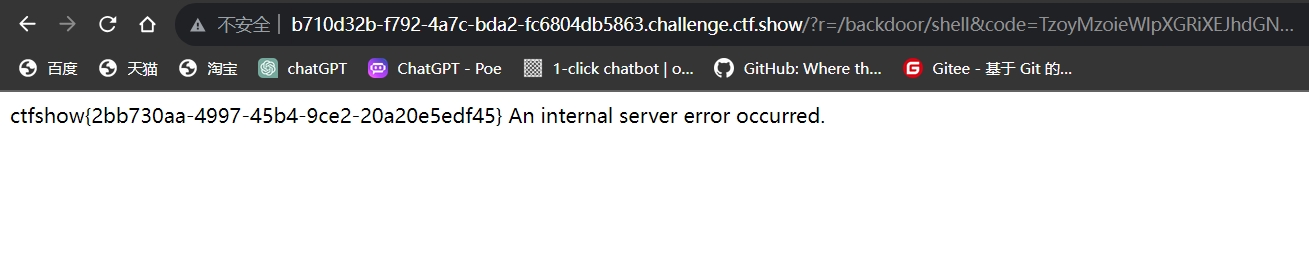 不安全 | b710d32b-f792-4a7c-bda2-fc6804db5863.challenge.ctf.show/?r=/backdoor/shell&code=TzoyMzoieWlpXGRiXEJhdGN...
百度 天猫 淘宝 chatGPT ChatGPT - Poe 1-click chatbot | o... GitHub: Where th... Gitee - 基于 Git 的...
ctfshow{2bb730aa-4997-45b4-9ce2-20a20e5edf45} An internal server error occurred.